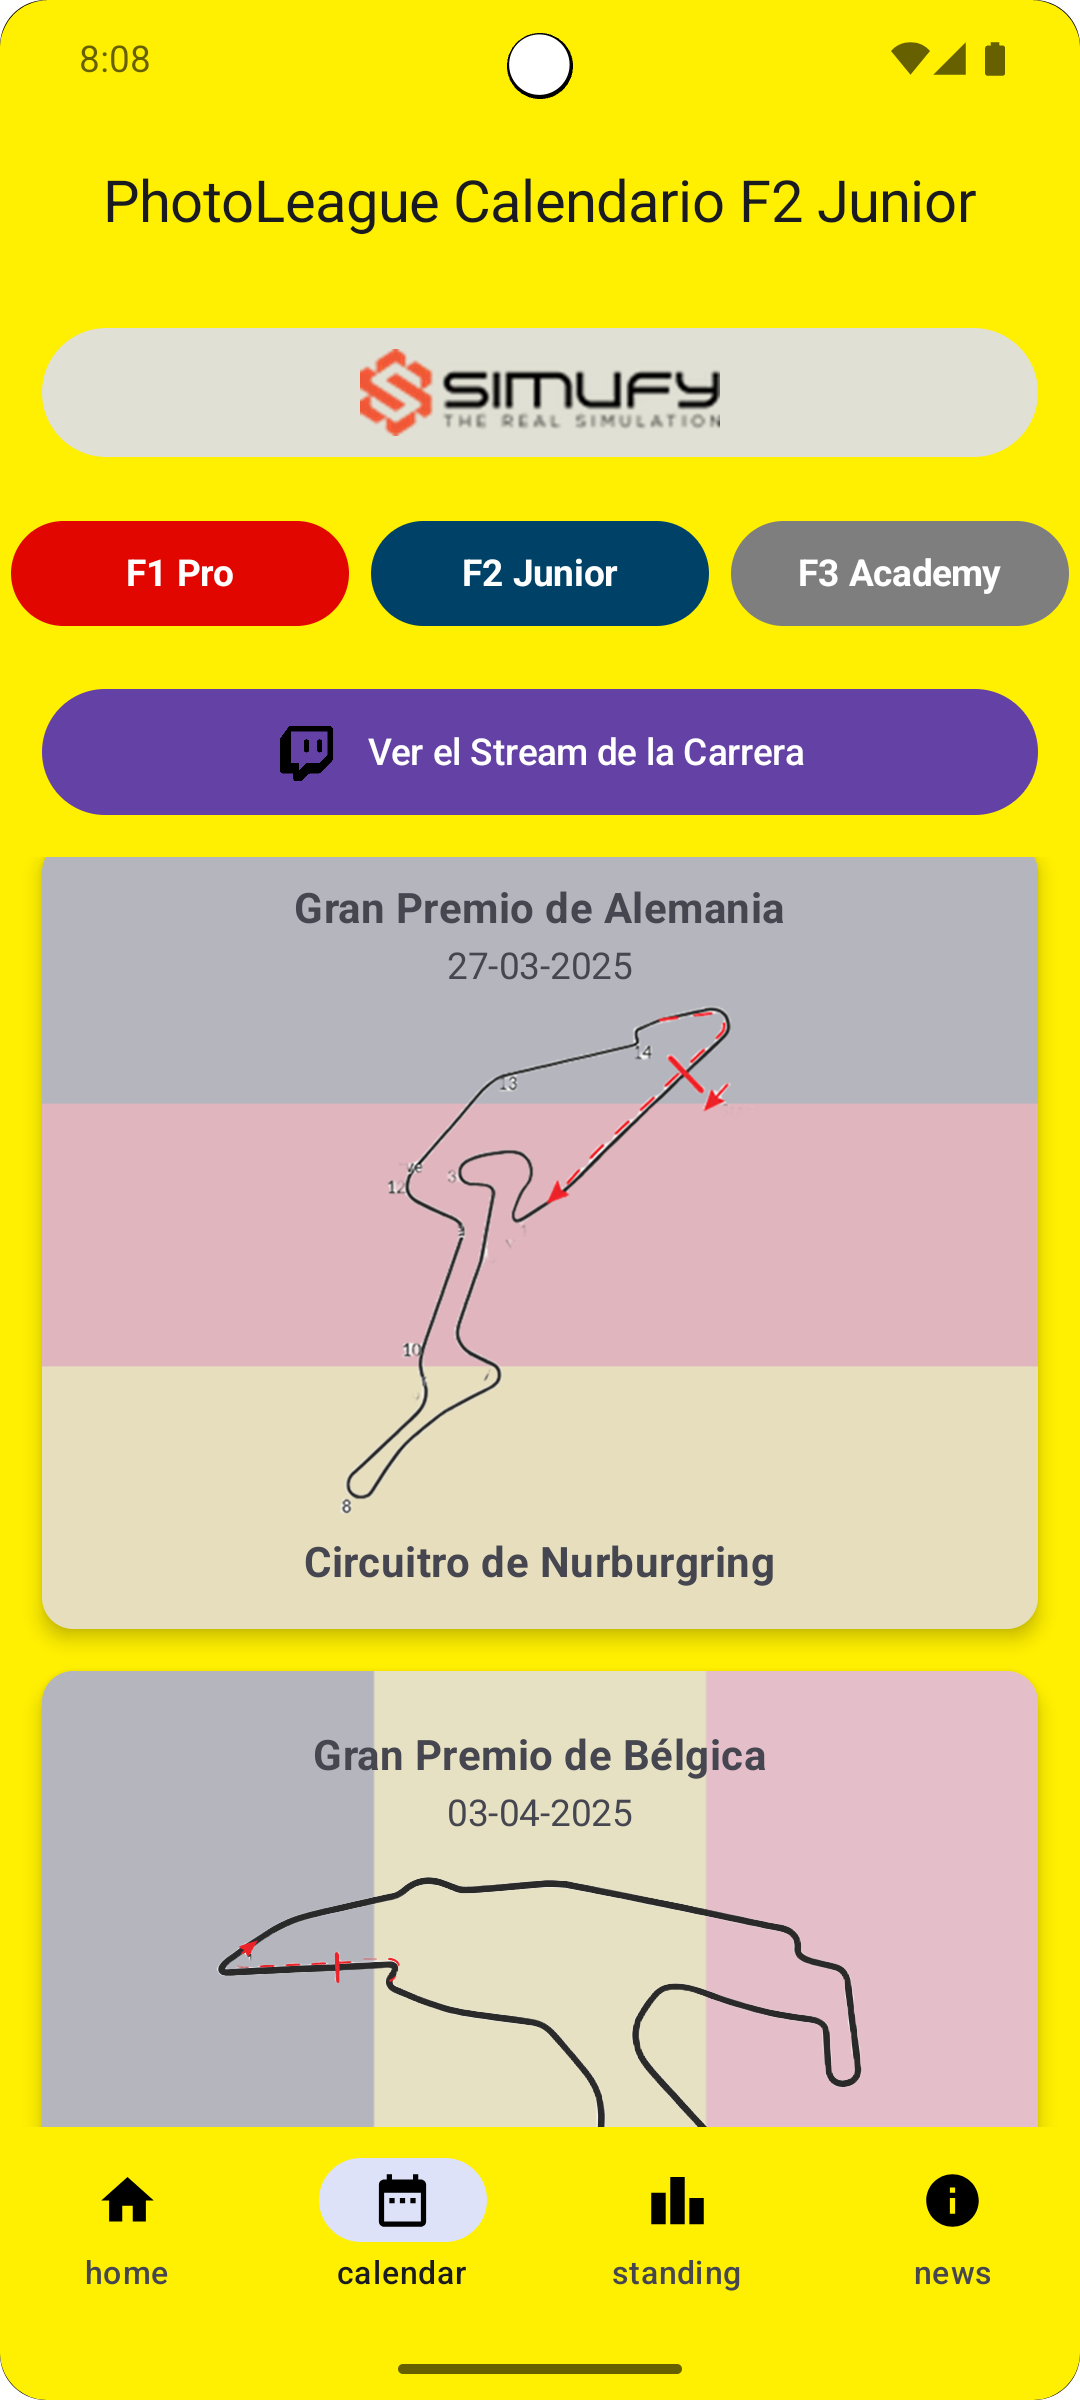 8:08
PhotoLeague Calendario F2 Junior
SIMUFY
THE REAL SIMULATION
F1 Pro
F2 Junior
F3 Academy
Ver el Stream de la Carrera
Gran Premio de Alemania
27-03-2025
14
13
3
12
10
8
Circuitro de Nurburgring
Gran Premio de Bélgica
03-04-2025
home
calendar
standing
news